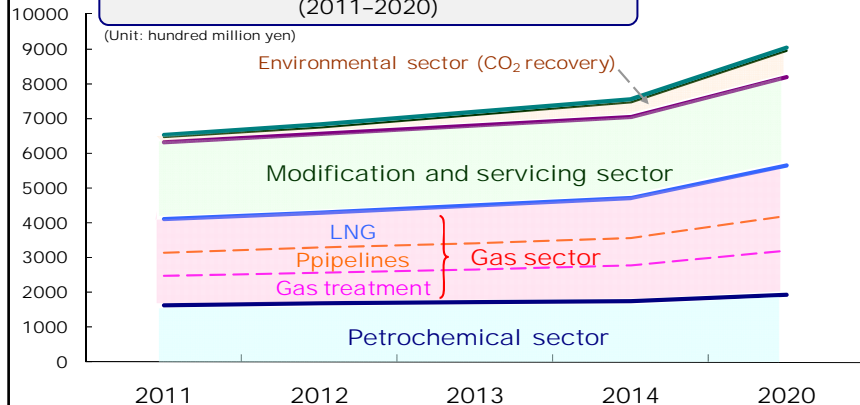 (2011–2020)
10000
(Unit: hundred million yen)
9000
Environmental sector (CO₂ recovery)
8000
7000
6000
Modification and servicing sector
5000
4000
LNG
3000
Ppipelines
Gas sector
2000
Gas treatment
1000
Petrochemical sector
0
2011 2012 2013 2014 2020